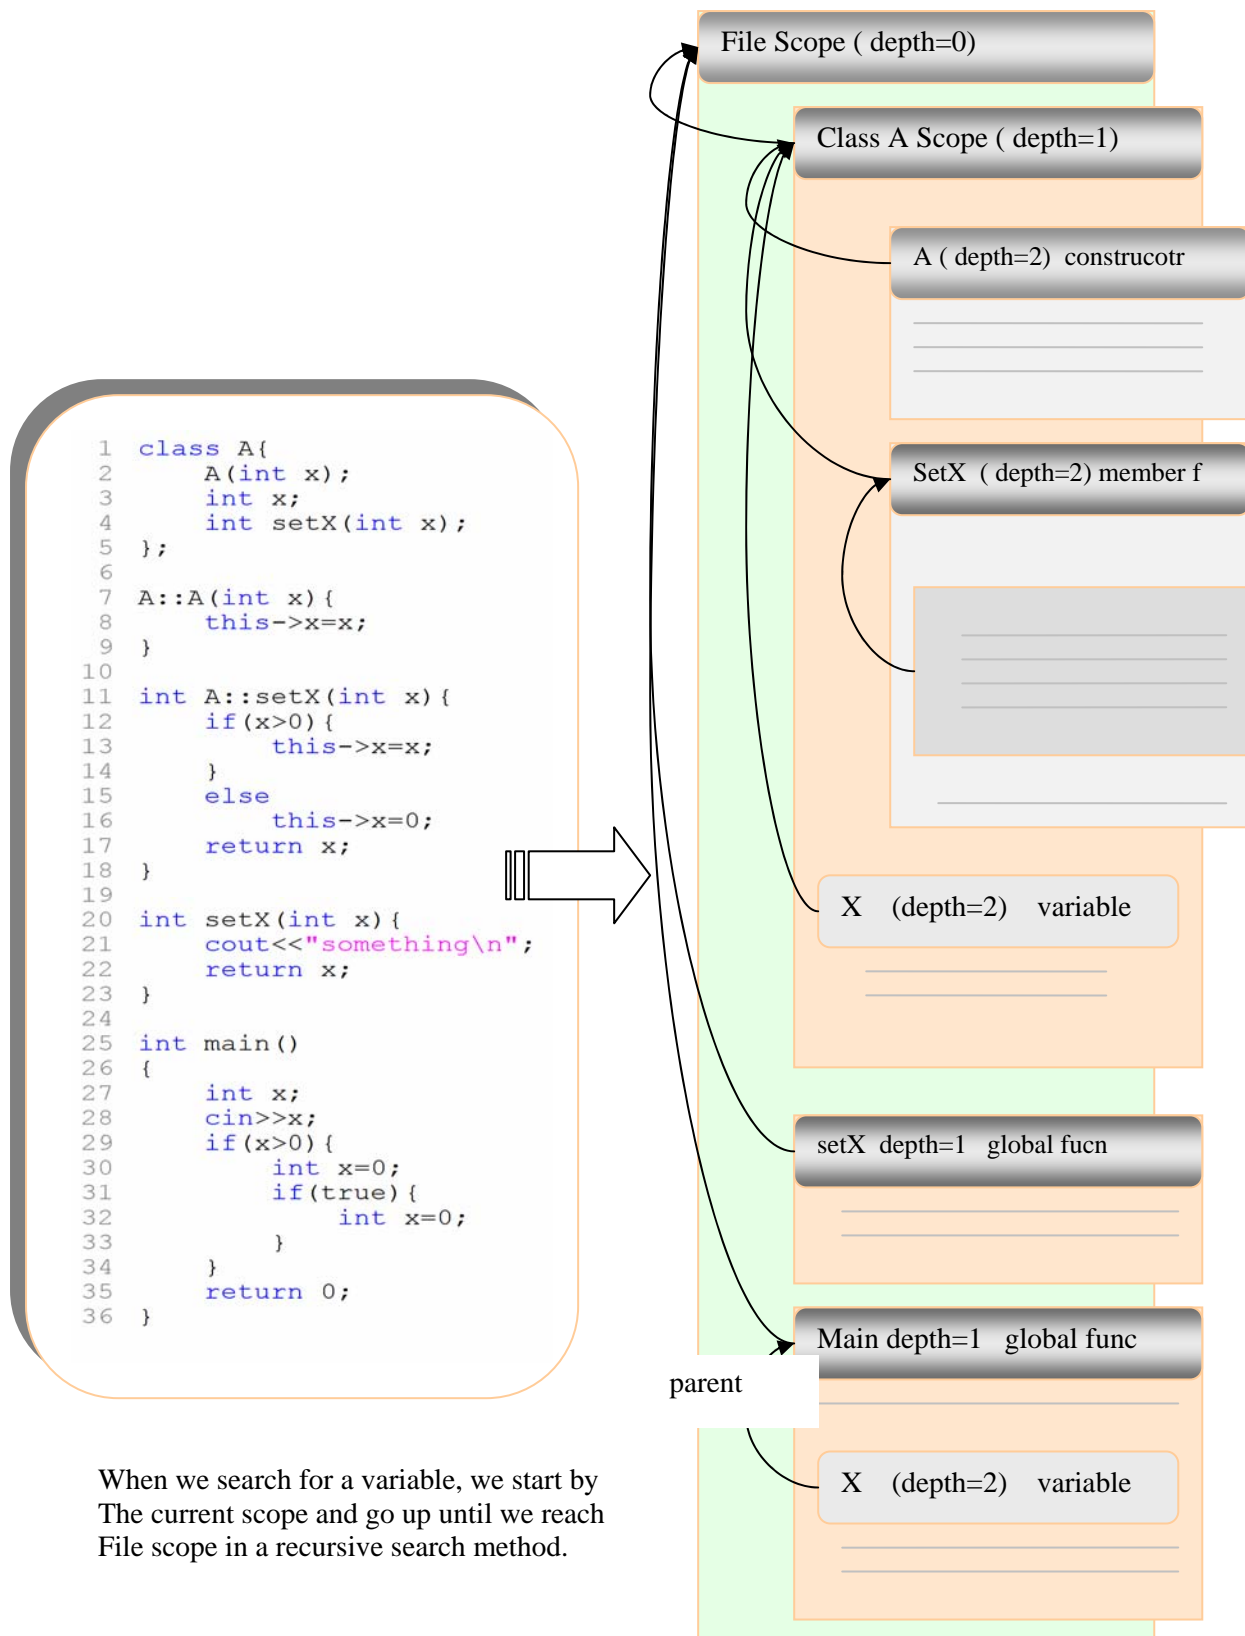 File Scope ( depth=0)
Class A Scope ( depth=1)
A ( depth=2)  construcotr
SetX  ( depth=2) member f
X    (depth=2)    variable
setX  depth=1   global fucn
Main depth=1   global func
parent
X    (depth=2)    variable
1  class A{
2      A(int x);
3      int x;
4      int setX(int x);
5  };
6
7  A::A(int x){
8      this->x=x;
9  }
10
11 int A::setX(int x){
12     if(x>0){
13         this->x=x;
14     }
15     else
16         this->x=0;
17     return x;
18 }
19
20 int setX(int x){
21     cout<<"something\n";
22     return x;
23 }
24
25 int main()
26 {
27     int x;
28     cin>>x;
29     if(x>0){
30         int x=0;
31         if(true){
32             int x=0;
33         }
34     }
35     return 0;
36 }
When we search for a variable, we start by
The current scope and go up until we reach
File scope in a recursive search method.